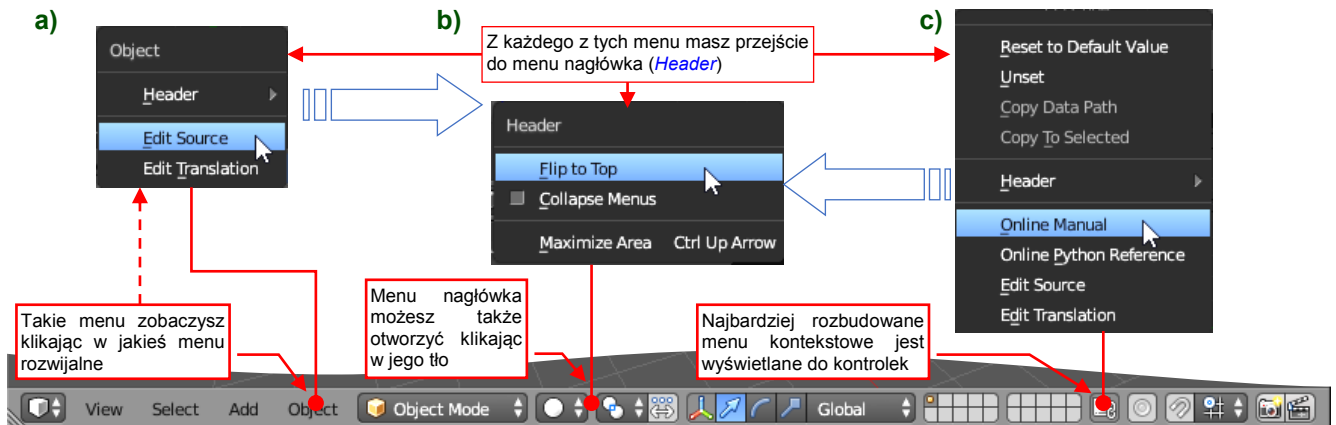 a)
Object
Header
Edit Source
Edit Translation
b)
Z każdego z tych menu masz przejście
do menu nagłówka (Header)
Header
Flip to Top
Collapse Menus
Maximize Area Ctrl Up Arrow
c)
Reset to Default Value
Unset
Copy Data Path
Copy To Selected
Header
Online Manual
Online Python Reference
Edit Source
Edit Translation
Takie menu zobaczysz
klikając w jakieś menu
rozwijalne
Menu nagłówka
możesz także
otworzyć klikając
w jego tło
Najbardziej rozbudowane
menu kontekstowe jest
wyświetlane do kontrolek
View Select Add Object Object Mode Global